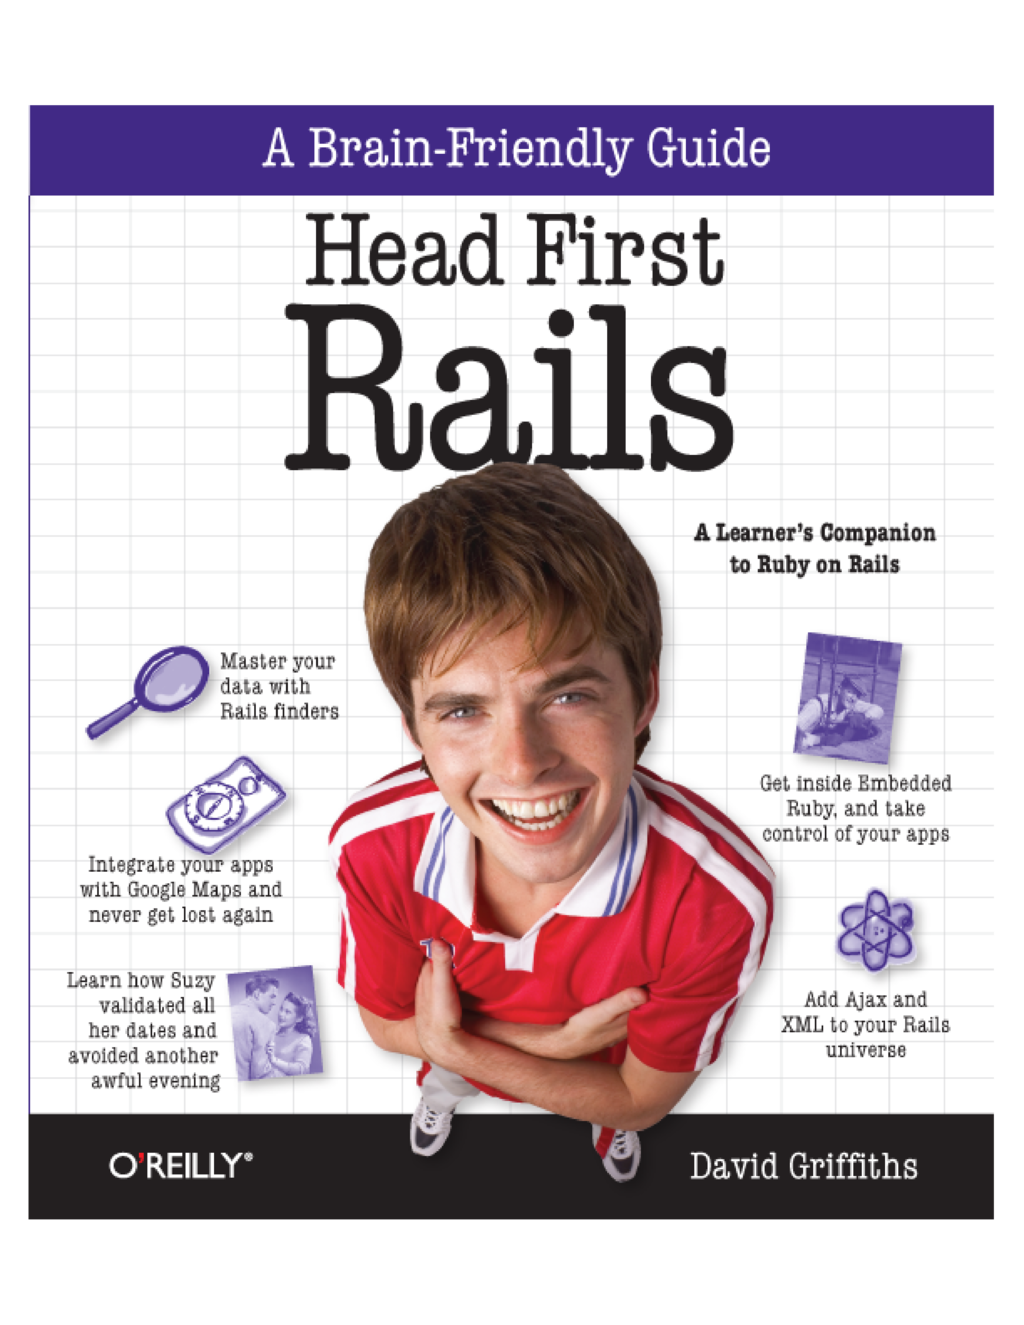 A Brain-Friendly Guide
Head First
Rails
A Learner's Companion
to Ruby on Rails
Master your
data with
Rails finders
Integrate your apps
with Google Maps and
never get lost again
Learn how Suzy
validated all
her dates and
avoided another
awful evening
Get inside Embedded
Ruby, and take
control of your apps
Add Ajax and
XML to your Rails
universe
O'REILLY®
David Griffiths